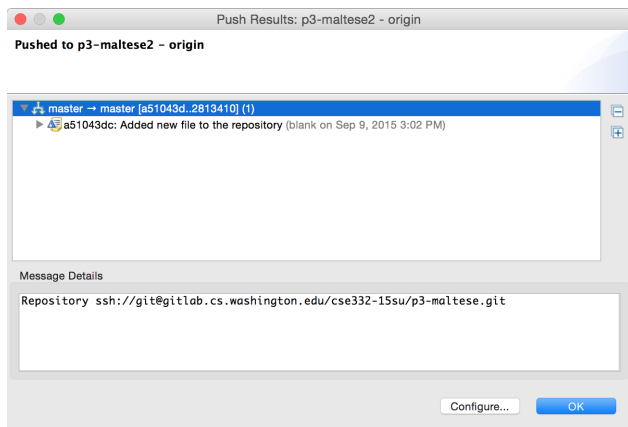 Push Results: p3-maltese2 - origin
Pushed to p3-maltese2 - origin
master → master [a51043d..2813410] (1)
a51043dc: Added new file to the repository (blank on Sep 9, 2015 3:02 PM)
Message Details
Repository ssh://git@gitlab.cs.washington.edu/cse332-15su/p3-maltese.git
Configure... OK